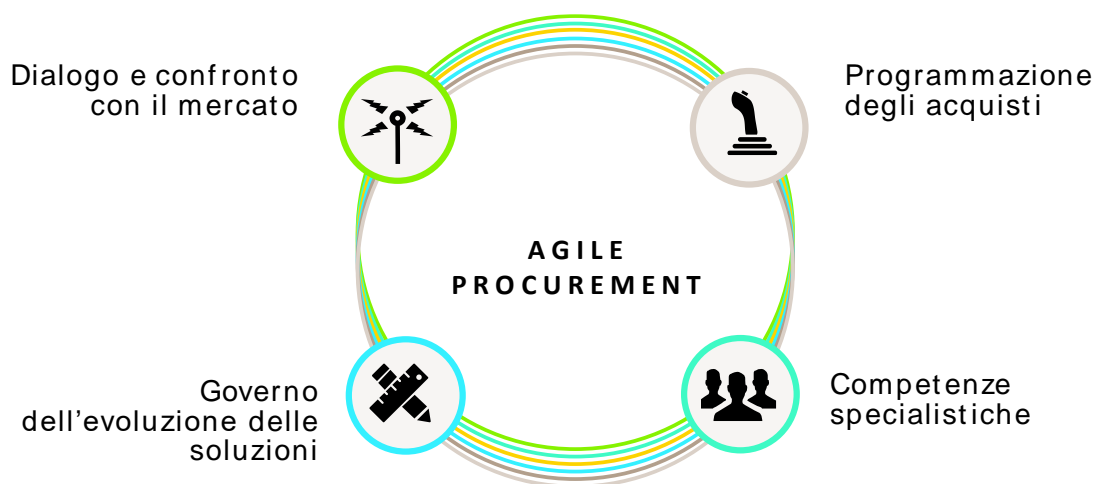 Dialogo e confronto
con il mercato
Programmazione
degli acquisti
AGILE
PROCUREMENT
Governo
dell’evoluzione delle
soluzioni
Competenze
specialistiche